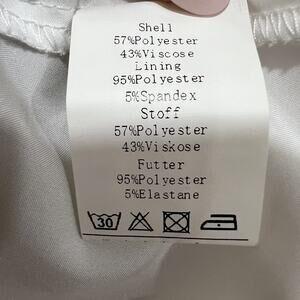 Shell
57%Polyester
43%Viscose
Lining
95%Polyester
5%Spandex
Stoff
57%Polyester
43%Viskose
Futter
95%Polyester
5%Elastane
30